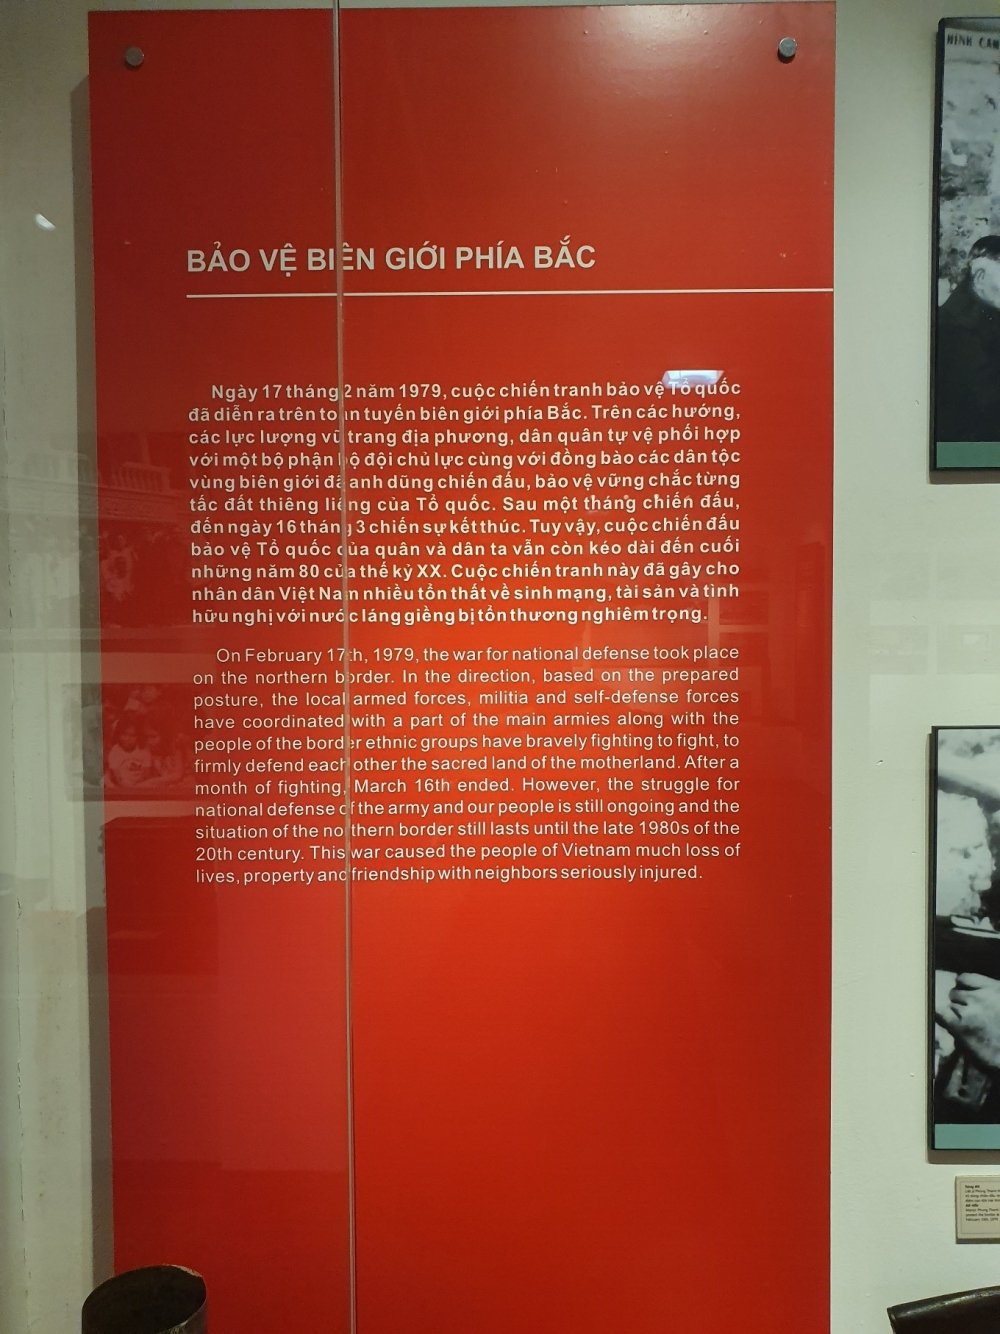 BẢO VỆ BIÊN GIỚI PHÍA BẮC
Ngày 17 tháng 2 năm 1979, cuộc chiến tranh bảo vệ Tổ quốc
đã diễn ra trên toàn tuyến biên giới phía Bắc. Trên các hướng,
các lực lượng vũ trang địa phương, dân quân tự vệ phối hợp
với một bộ phận bộ đội chủ lực cùng với đồng bào các dân tộc
vùng biên giới đã anh dũng chiến đấu, bảo vệ vững chắc từng
tấc đất thiêng liêng của Tổ quốc. Sau một tháng chiến đấu,
đến ngày 16 tháng 3 chiến sự kết thúc. Tuy vậy, cuộc chiến đấu
bảo vệ Tổ quốc của quân và dân ta vẫn còn kéo dài đến cuối
những năm 80 của thế kỷ XX. Cuộc chiến tranh này đã gây cho
nhân dân Việt Nam nhiều tổn thất về sinh mạng, tài sản và tình
hữu nghị với nước láng giềng bị tổn thương nghiêm trọng.
On February 17th, 1979, the war for national defense took place
on the northern border. In the direction, based on the prepared
posture, the local armed forces, militia and self-defense forces
have coordinated with a part of the main armies along with the
people of the border ethnic groups have bravely fighting to fight, to
firmly defend each other the sacred land of the motherland. After a
month of fighting, March 16th ended. However, the struggle for
national defense of the army and our people is still ongoing and the
situation of the northern border still lasts until the late 1980s of the
20th century. This war caused the people of Vietnam much loss of
lives, property and friendship with neighbors seriously injured.
HÌNH